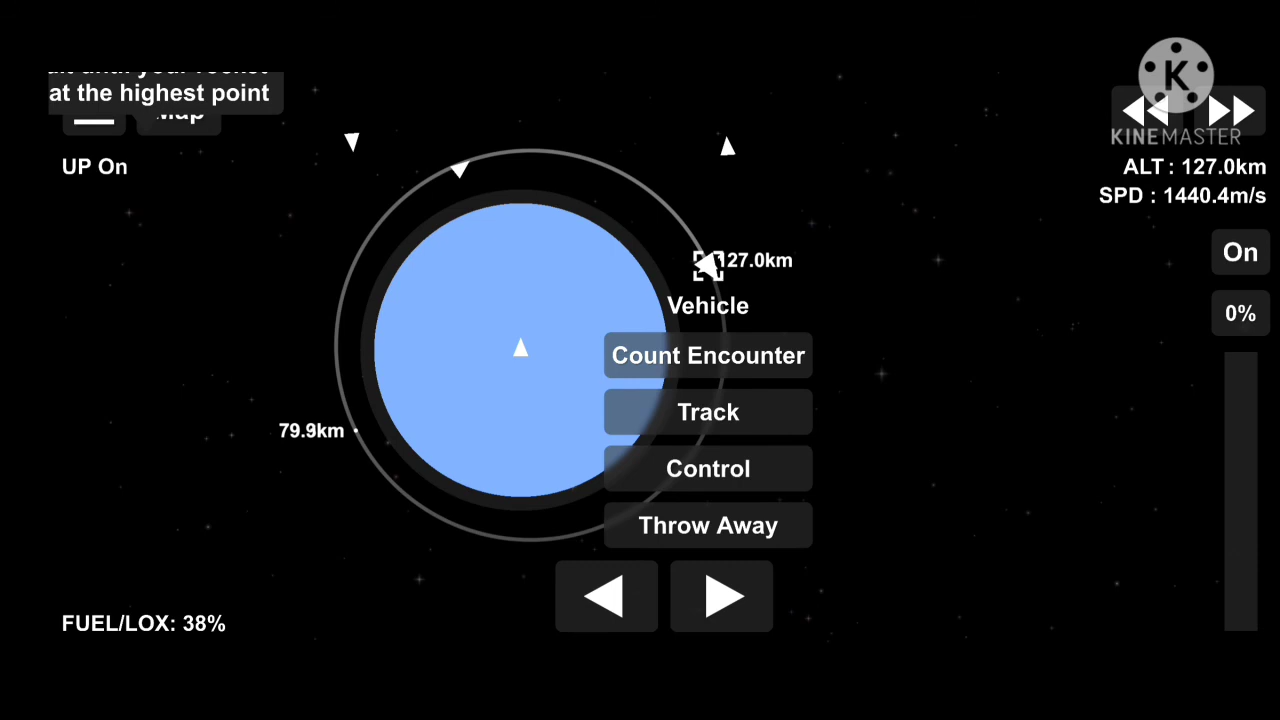 at the highest point
UP On
KINEMASTER
ALT : 127.0km
SPD : 1440.4m/s
On
0%
127.0km
Vehicle
Count Encounter
Track
Control
Throw Away
79.9km
FUEL/LOX: 38%